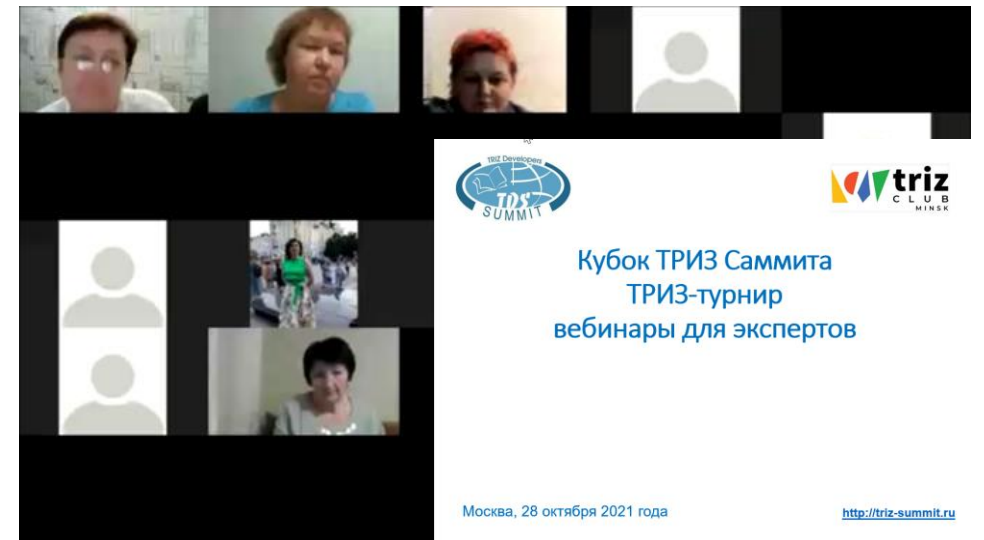 TRIZ Developers
TDS
SUMMIT
triz
CLUB
MINSK
Кубок ТРИЗ Саммита
ТРИЗ-турнир
вебинары для экспертов
Москва, 28 октября 2021 года
http://triz-summit.ru